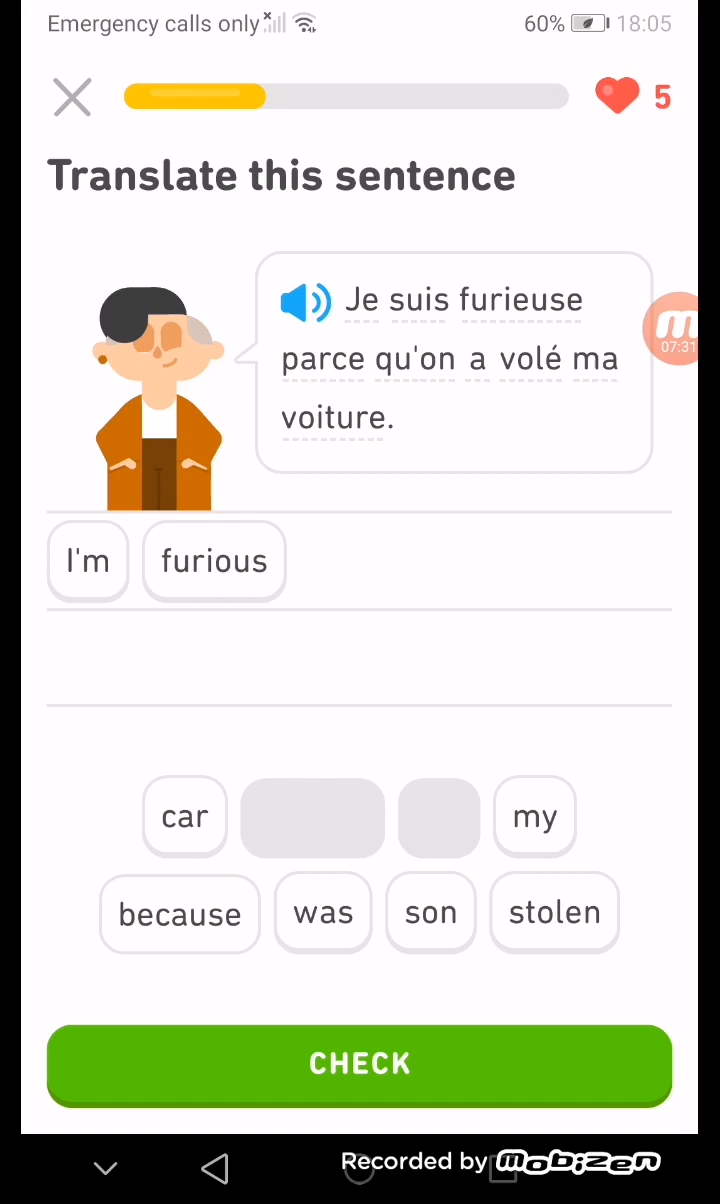 Emergency calls only 60% 18:05
5
Translate this sentence
Je suis furieuse
parce qu'on a volé ma
voiture.
07:31
I'm furious
car my
because was son stolen
CHECK
Recorded by mobizen